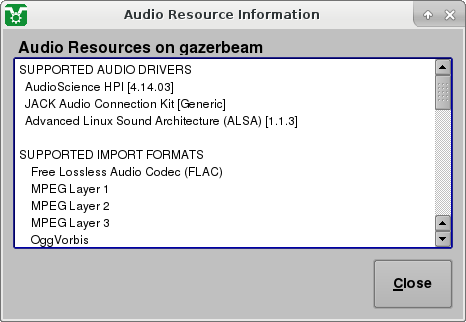 Audio Resource Information
Audio Resources on gazerbeam
SUPPORTED AUDIO DRIVERS
AudioScience HPI [4.14.03]
JACK Audio Connection Kit [Generic]
Advanced Linux Sound Architecture (ALSA) [1.1.3]
SUPPORTED IMPORT FORMATS
Free Lossless Audio Codec (FLAC)
MPEG Layer 1
MPEG Layer 2
MPEG Layer 3
OggVorbis
Close